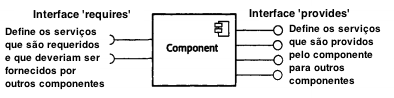 Interface 'requires'
Define os serviços
que são requeridos
e que deveriam ser
fornecidos por
outros componentes
Component
Interface 'provides'
Define os serviços
que são providos
pelo componente
para outros
componentes